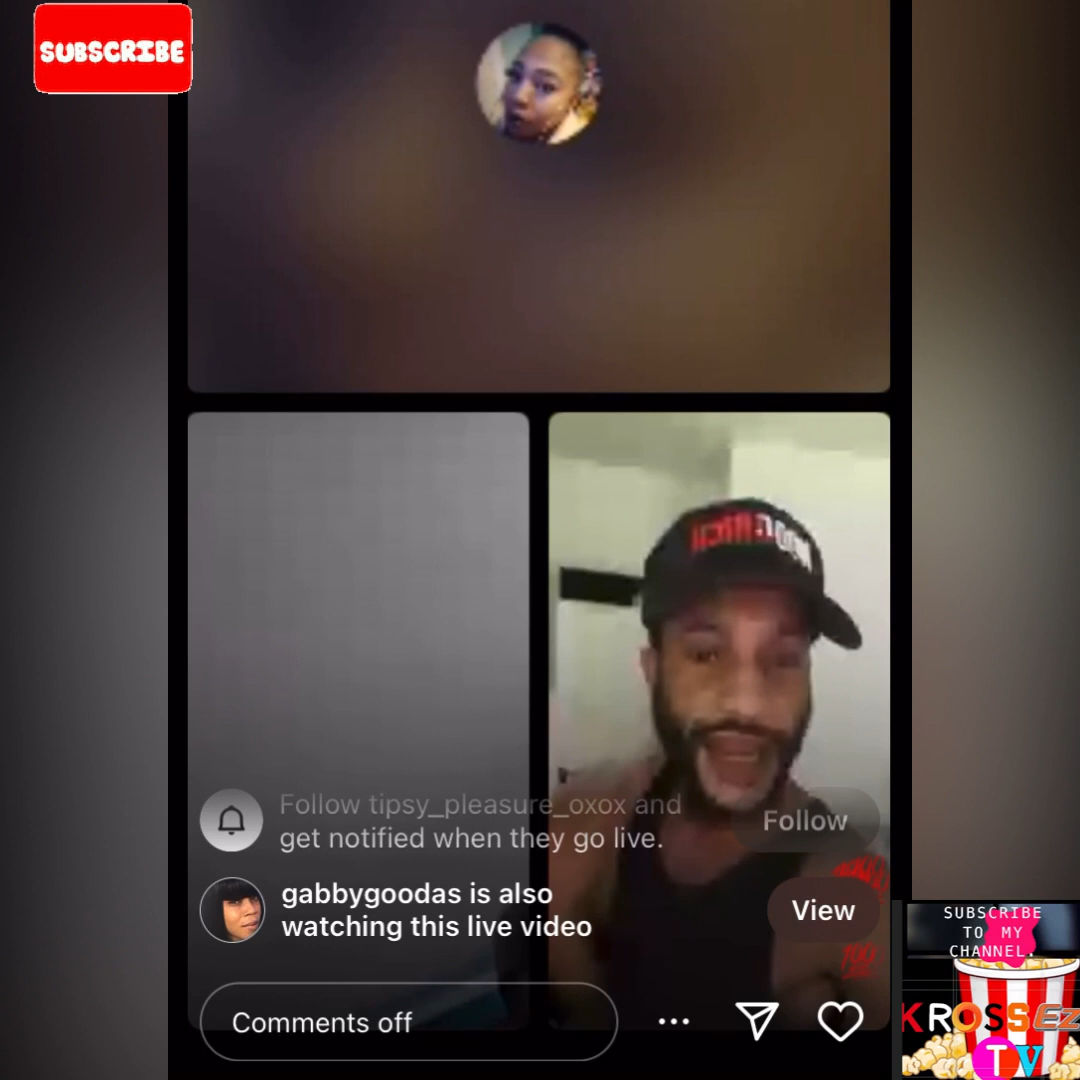 SUBSCRIBE
Follow tipsy_pleasure_oxox and
get notified when they go live.
Follow
gabbygoodas is also
watching this live video
View
Comments off
SUBSCRIBE
TO MY
CHANNEL.
KROSSEz
TV